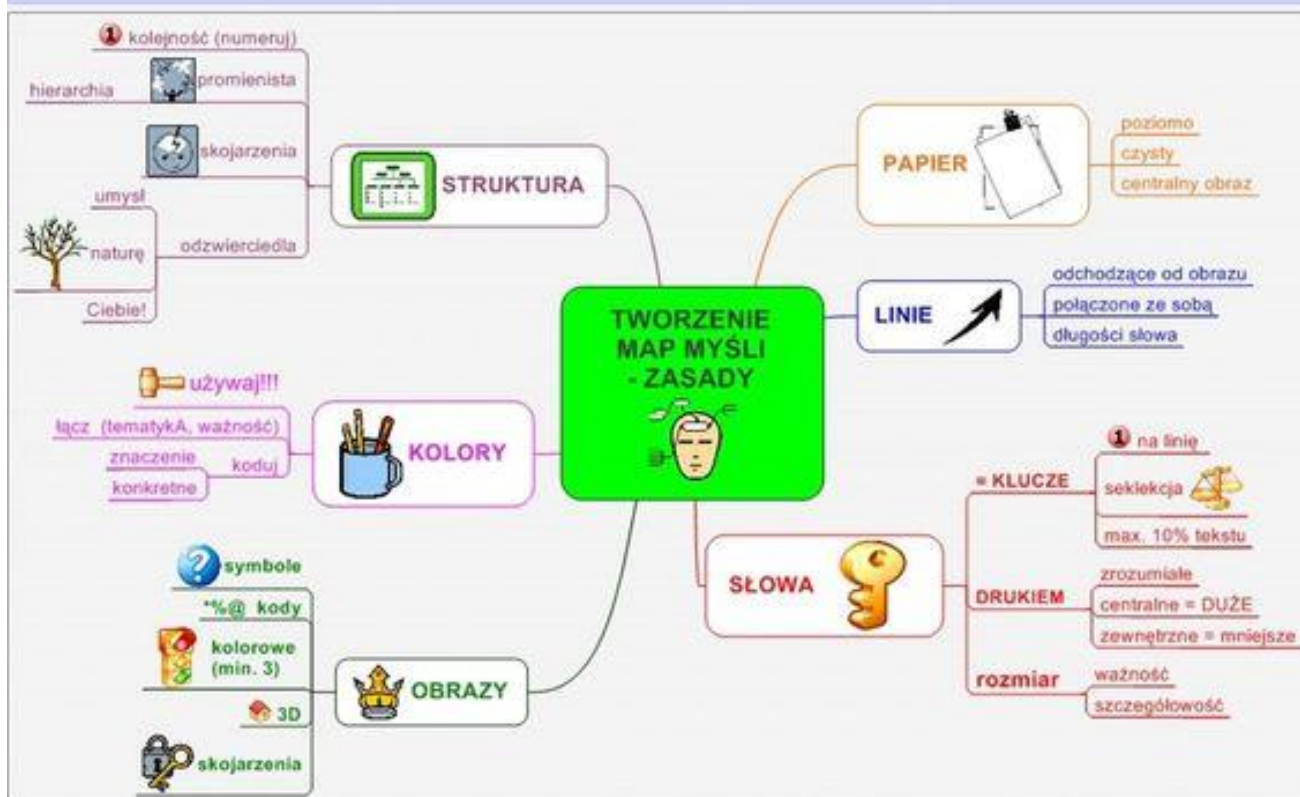 TWORZENIE
MAP MYŚLI
- ZASADY
PAPIER
poziomo
czysty
centralny obraz
LINIE
odchodzące od obrazu
połączone ze sobą
długości słowa
SŁOWA
= KLUCZE
1 na linię
seklekcja
max. 10% tekstu
DRUKIEM
zrozumiałe
centralne = DUŻE
zewnętrzne = mniejsze
rozmiar
ważność
szczegółowość
OBRAZY
? symbole
*%@ kody
kolorowe
(min. 3)
3D
skojarzenia
KOLORY
używaj!!!
łącz (tematykA, ważność)
koduj
znaczenie
konkretne
STRUKTURA
1 kolejność (numeruj)
promienista
hierarchia
skojarzenia
odzwierciedla
umysł
naturę
Ciebie!